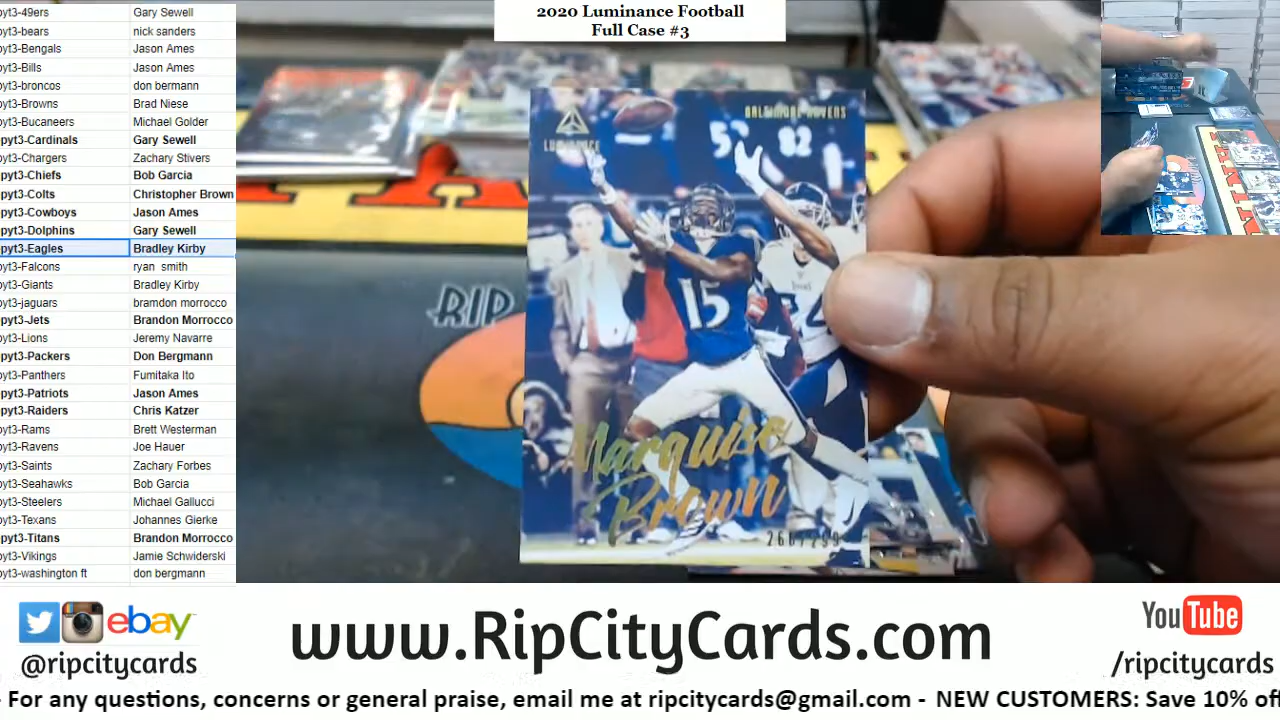 2020 Luminance Football
Full Case #3
pyt3-49ers Gary Sewell
pyt3-bears nick sanders
pyt3-Bengals Jason Ames
pyt3-Bills Jason Ames
pyt3-broncos don bermann
pyt3-Browns Brad Niese
pyt3-Bucaneers Michael Golder
pyt3-Cardinals Gary Sewell
pyt3-Chargers Zachary Stivers
pyt3-Chiefs Bob Garcia
pyt3-Colts Christopher Brown
pyt3-Cowboys Jason Ames
pyt3-Dolphins Gary Sewell
pyt3-Eagles Bradley Kirby
pyt3-Falcons ryan smith
pyt3-Giants Bradley Kirby
pyt3-jaguars bramdon morrocco
pyt3-Jets Brandon Morrocco
pyt3-Lions Jeremy Navarre
pyt3-Packers Don Bergmann
pyt3-Panthers Fumitaka Ito
pyt3-Patriots Jason Ames
pyt3-Raiders Chris Katzer
pyt3-Rams Brett Westerman
pyt3-Ravens Joe Hauer
pyt3-Saints Zachary Forbes
pyt3-Seahawks Bob Garcia
pyt3-Steelers Michael Gallucci
pyt3-Texans Johannes Gierke
pyt3-Titans Brandon Morrocco
pyt3-Vikings Jamie Schwiderski
pyt3-washington ft don bergmann
LUMINANCE
BALTIMORE RAVENS
82
15
RIP
Marquise
Brown
ebay
@ripcitycards
www.RipCityCards.com
YouTube
/ripcitycards
- For any questions, concerns or general praise, email me at ripcitycards@gmail.com - NEW CUSTOMERS: Save 10% off